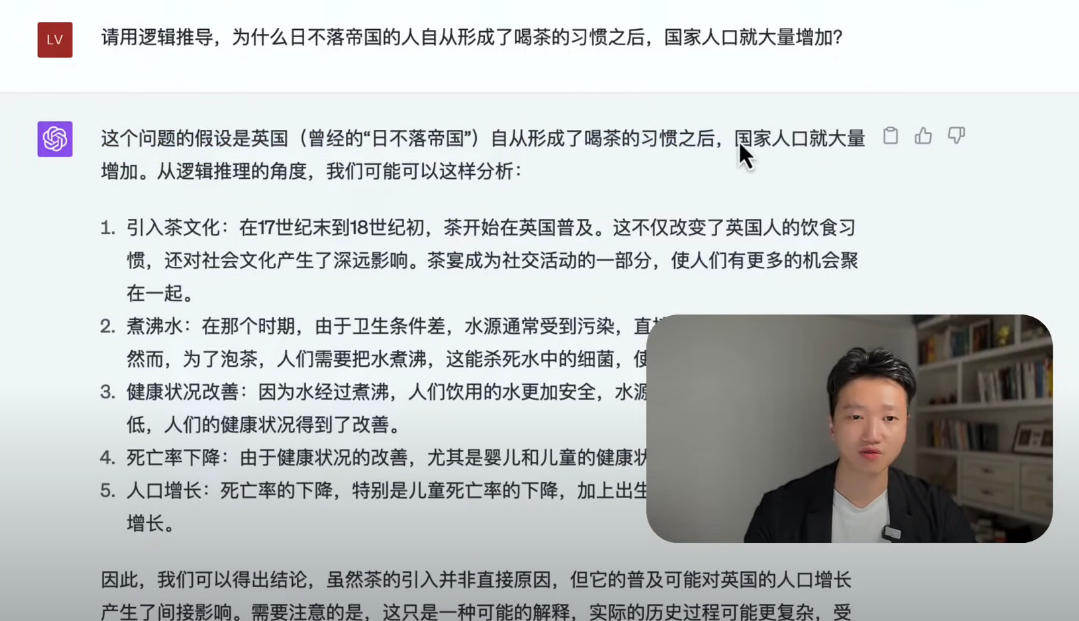 LV
请用逻辑推导，为什么日不落帝国的人自从形成了喝茶的习惯之后，国家人口就大量增加？
这个问题的假设是英国（曾经的“日不落帝国”）自从形成了喝茶的习惯之后，国家人口就大量
增加。从逻辑推理的角度，我们可能可以这样分析：
1. 引入茶文化：在17世纪末到18世纪初，茶开始在英国普及。这不仅改变了英国人的饮食习
惯，还对社会文化产生了深远影响。茶宴成为社交活动的一部分，使人们有更多的机会聚
在一起。
2. 煮沸水：在那个时期，由于卫生条件差，水源通常受到污染，直
然而，为了泡茶，人们需要把水煮沸，这能杀死水中的细菌，使
3. 健康状况改善：因为水经过煮沸，人们饮用的水更加安全，水源
低，人们的健康状况得到了改善。
4. 死亡率下降：由于健康状况的改善，尤其是婴儿和儿童的健康状
5. 人口增长：死亡率的下降，特别是儿童死亡率的下降，加上出生
增长。
因此，我们可以得出结论，虽然茶的引入并非直接原因，但它的普及可能对英国的人口增长
产生了间接影响。需要注意的是，这只是一种可能的解释，实际的历史过程可能更复杂，受